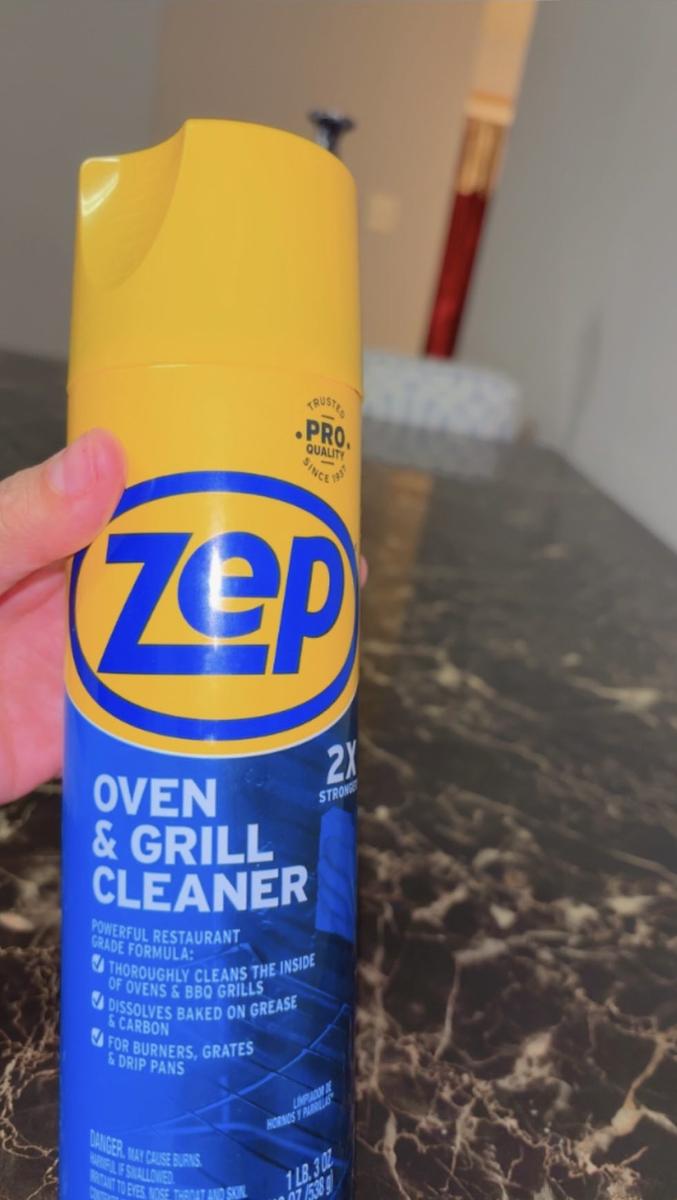 TRUSTED
PRO
QUALITY
SINCE 1937
zep
2X
OVEN
& GRILL
CLEANER
POWERFUL RESTAURANT
GRADE FORMULA:
THOROUGHLY CLEANS THE INSIDE
OF OVENS & BBQ GRILLS
DISSOLVES BAKED ON GREASE
& CARBON
FOR BURNERS, GRATES
& DRIP PANS
LIMPIADOR DE
HORNOS Y PARRILLAS
DANGER. MAY CAUSE BURNS.
HARMFUL IF SWALLOWED.
IRRITANT TO EYES, NOSE, THROAT AND SKIN.
1 LB. 3 OZ.
OZ (538 g)